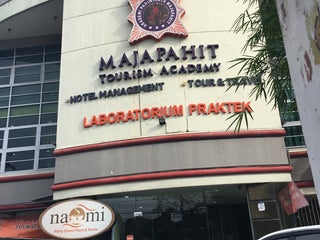 MAJAPAHIT
TOURISM ACADEMY
HOTEL MANAGEMENT · TOUR & TRAVEL
LABORATORIUM PRAKTEK
naomi